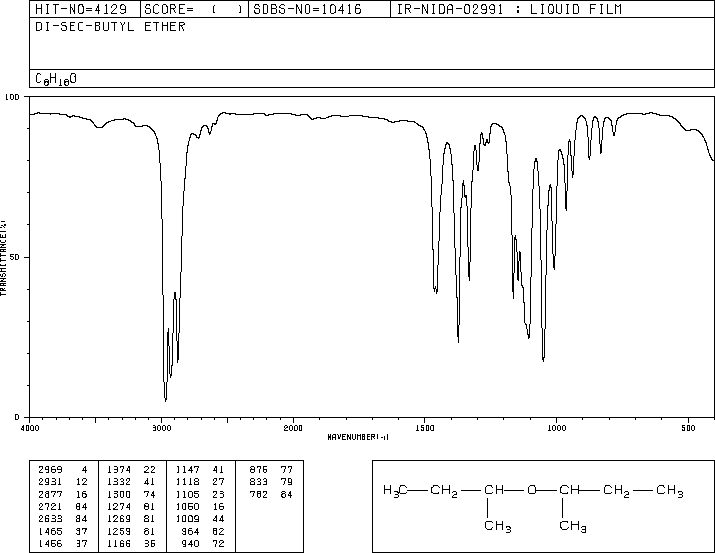 HIT-NO=4129 SCORE= ( ) SDBS-NO=10416 IR-NIDA-02991 : LIQUID FILM
DI-SEC-BUTYL ETHER
C8H18O
100
50
0
TRANSMITTANCE(%)
4000 3000 2000 1500 1000 500
WAVENUMBER(-1)
2969 4 1374 22 1147 41 876 77
2931 12 1332 41 1118 27 833 79
2877 16 1300 74 1105 23 782 84
2721 84 1274 81 1050 16
2633 84 1269 81 1009 44
1465 37 1259 81 964 62
1456 37 1166 36 940 72
H3C CH2 CH O CH CH2 CH3
CH3 CH3